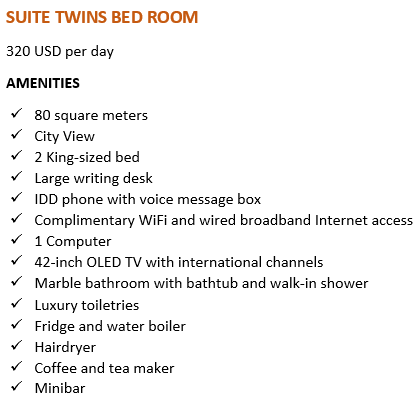 SUITE TWINS BED ROOM
320 USD per day
AMENITIES
✓ 80 square meters
✓ City View
✓ 2 King-sized bed
✓ Large writing desk
✓ IDD phone with voice message box
✓ Complimentary WiFi and wired broadband Internet access
✓ 1 Computer
✓ 42-inch OLED TV with international channels
✓ Marble bathroom with bathtub and walk-in shower
✓ Luxury toiletries
✓ Fridge and water boiler
✓ Hairdryer
✓ Coffee and tea maker
✓ Minibar